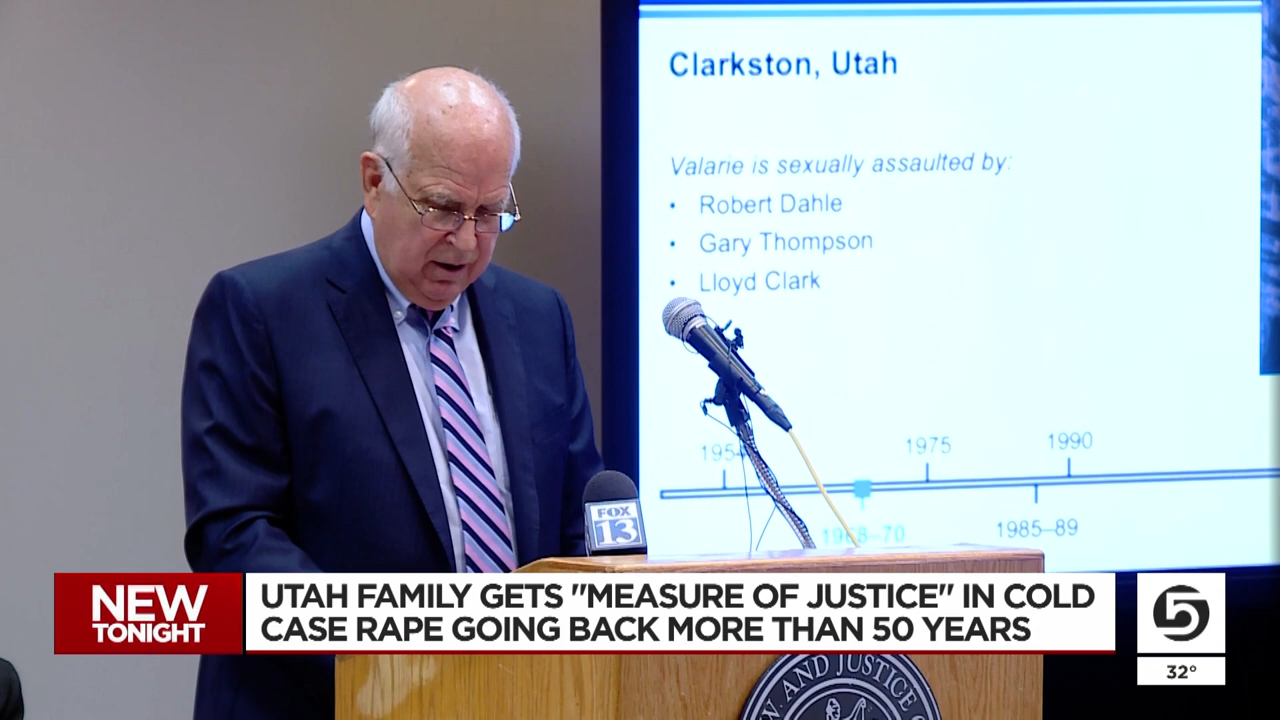 Clarkston, Utah
Valarie is sexually assaulted by:
• Robert Dahle
• Gary Thompson
• Lloyd Clark
1975
1990
1968–70
1985–89
FOX
13
NEW
TONIGHT
UTAH FAMILY GETS "MEASURE OF JUSTICE" IN COLD
CASE RAPE GOING BACK MORE THAN 50 YEARS
5
32°
AND JUSTICE